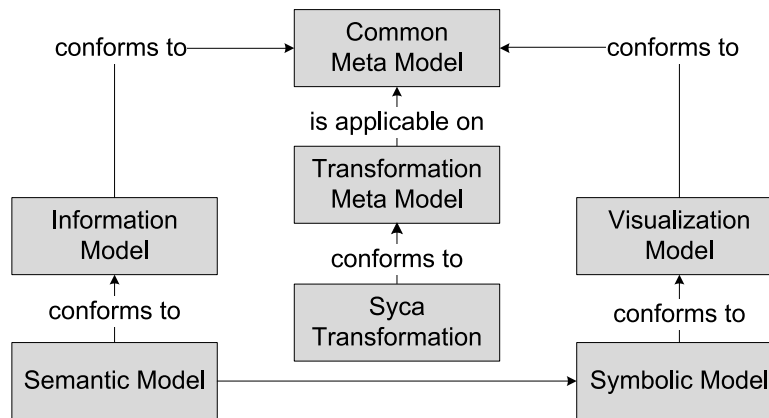 conforms to
Common
Meta Model
conforms to
is applicable on
Transformation
Meta Model
Information
Model
Visualization
Model
conforms to
conforms to
conforms to
Syca
Transformation
Semantic Model
Symbolic Model